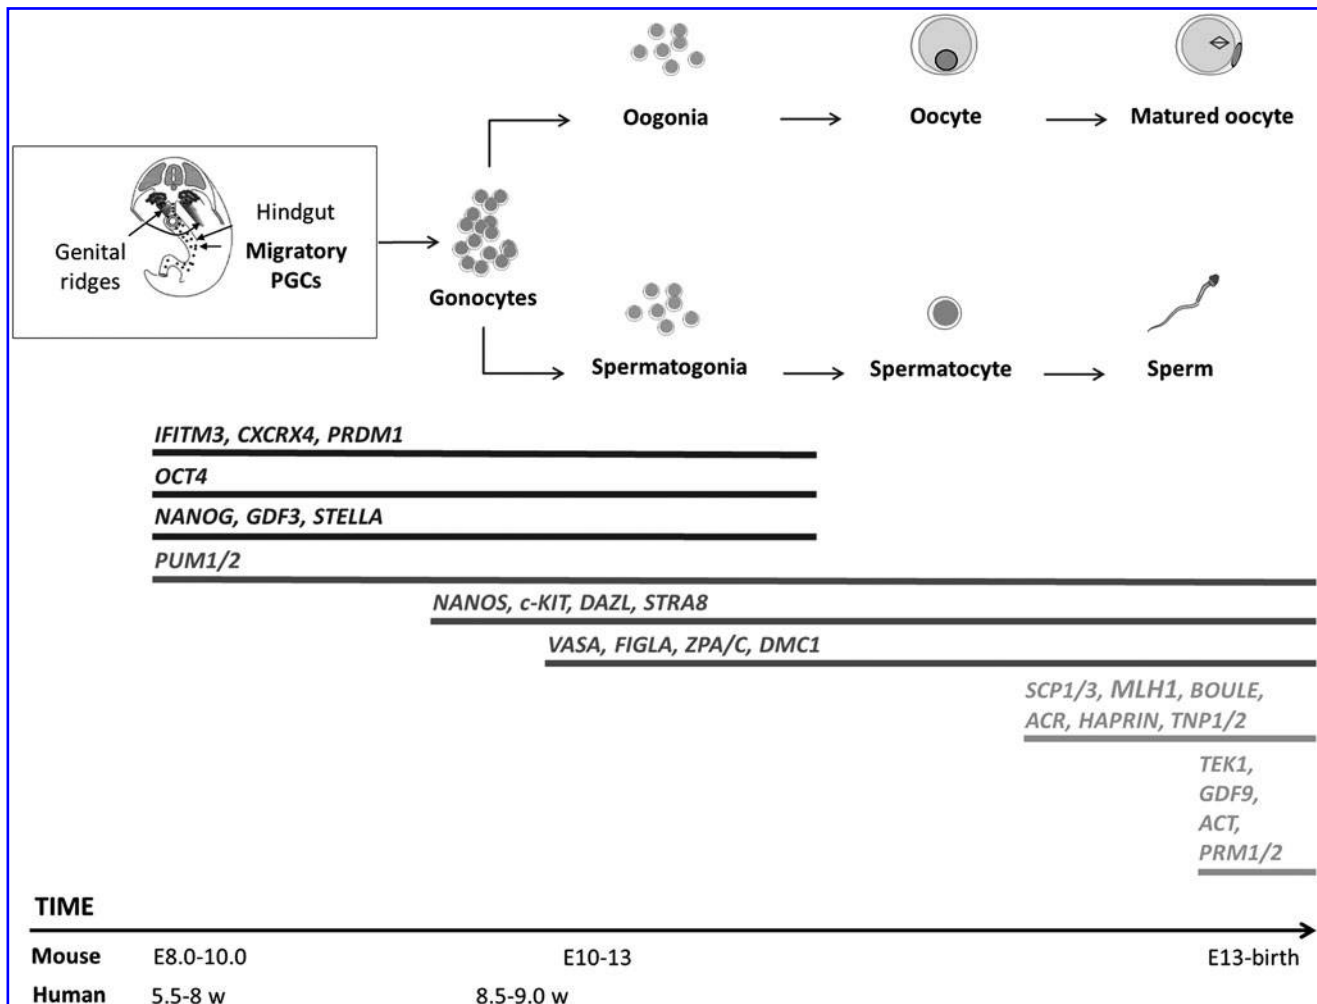 Oogonia
Oocyte
Matured oocyte
Genital
ridges
Hindgut
Migratory
PGCs
Gonocytes
Spermatogonia
Spermatocyte
Sperm
IFITM3, CXCRX4, PRDM1
OCT4
NANOG, GDF3, STELLA
PUM1/2
NANOS, c-KIT, DAZL, STRA8
VASA, FIGLA, ZPA/C, DMC1
SCP1/3, MLH1, BOULE,
ACR, HAPRIN, TNP1/2
TEK1,
GDF9,
ACT,
PRM1/2
TIME
Mouse E8.0-10.0 E10-13 E13-birth
Human 5.5-8 w 8.5-9.0 w